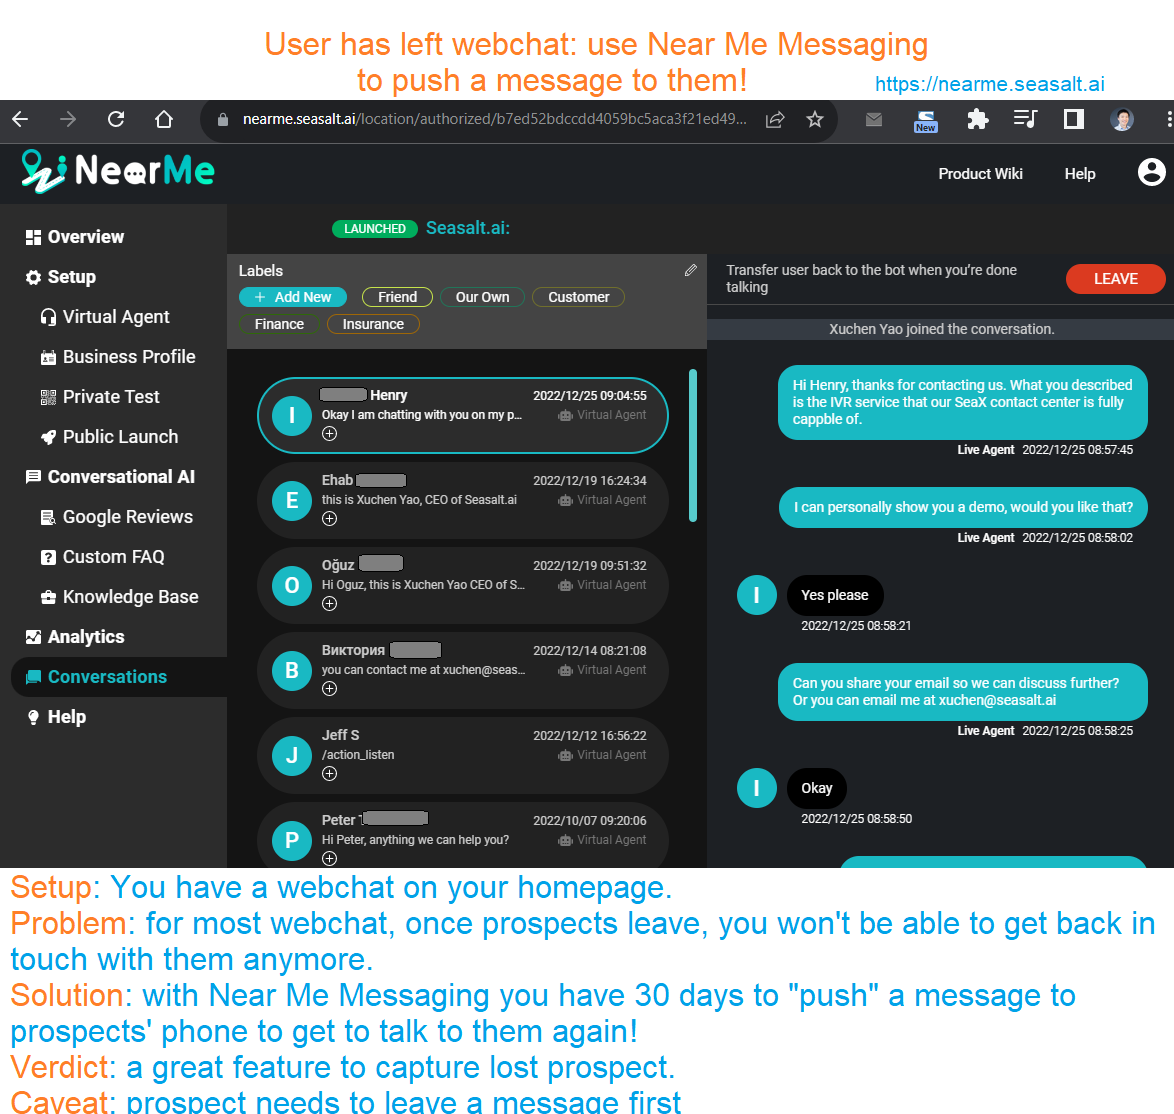 User has left webchat: use Near Me Messaging
to push a message to them!
https://nearme.seasalt.ai
nearme.seasalt.ai/location/authorized/b7ed52bdccdd4059bc5aca3f21ed49...
New
NearMe
Product Wiki
Help
Overview
Setup
Virtual Agent
Business Profile
Private Test
Public Launch
Conversational AI
Google Reviews
Custom FAQ
Knowledge Base
Analytics
Conversations
Help
LAUNCHED
Seasalt.ai:
Labels
+ Add New
Friend
Our Own
Customer
Finance
Insurance
I
Henry
2022/12/25 09:04:55
Okay I am chatting with you on my p...
Virtual Agent
E
Ehab
2022/12/19 16:24:34
this is Xuchen Yao, CEO of Seasalt.ai
Virtual Agent
O
Oğuz
2022/12/19 09:51:32
Hi Oguz, this is Xuchen Yao CEO of S...
Virtual Agent
В
Виктория
2022/12/14 08:21:08
you can contact me at xuchen@seas...
Virtual Agent
J
Jeff S
2022/12/12 16:56:22
/action_listen
Virtual Agent
P
Peter
2022/10/07 09:20:06
Hi Peter, anything we can help you?
Virtual Agent
Transfer user back to the bot when you're done
talking
LEAVE
Xuchen Yao joined the conversation.
Hi Henry, thanks for contacting us. What you described
is the IVR service that our SeaX contact center is fully
cappble of.
Live Agent 2022/12/25 08:57:45
I can personally show you a demo, would you like that?
Live Agent 2022/12/25 08:58:02
I
Yes please
2022/12/25 08:58:21
Can you share your email so we can discuss further?
Or you can email me at xuchen@seasalt.ai
Live Agent 2022/12/25 08:58:25
I
Okay
2022/12/25 08:58:50
Setup: You have a webchat on your homepage.
Problem: for most webchat, once prospects leave, you won't be able to get back in
touch with them anymore.
Solution: with Near Me Messaging you have 30 days to "push" a message to
prospects' phone to get to talk to them again!
Verdict: a great feature to capture lost prospect.
Caveat: prospect needs to leave a message first